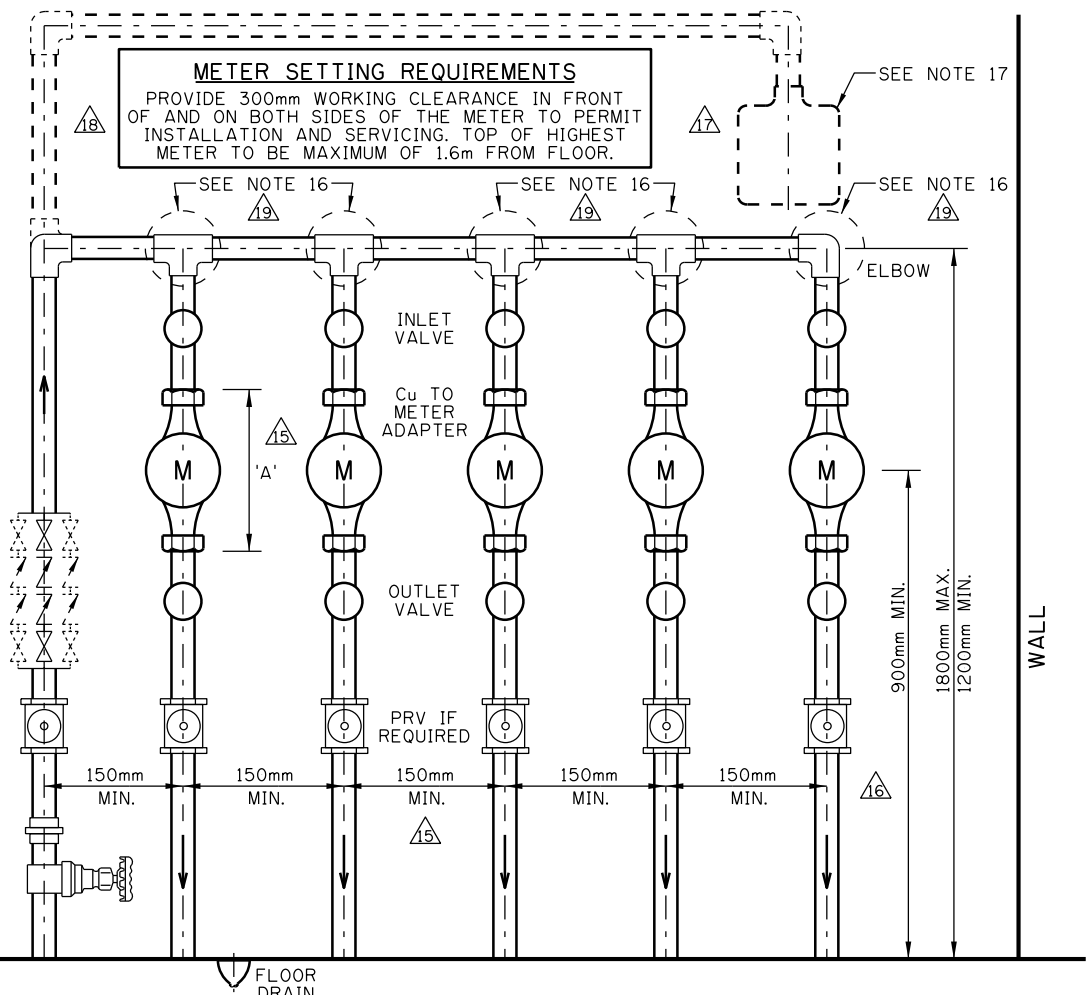 METER SETTING REQUIREMENTS
PROVIDE 300mm WORKING CLEARANCE IN FRONT
OF AND ON BOTH SIDES OF THE METER TO PERMIT
INSTALLATION AND SERVICING. TOP OF HIGHEST
METER TO BE MAXIMUM OF 1.6m FROM FLOOR.
18
17
SEE NOTE 17
SEE NOTE 16
19
SEE NOTE 16
19
SEE NOTE 16
19
ELBOW
INLET
VALVE
Cu TO
METER
ADAPTER
15
'A'
M
M
M
M
M
OUTLET
VALVE
900mm MIN.
1800mm MAX.
1200mm MIN.
WALL
PRV IF
REQUIRED
150mm
MIN.
150mm
MIN.
150mm
MIN.
150mm
MIN.
150mm
MIN.
16
15
FLOOR
DRAIN